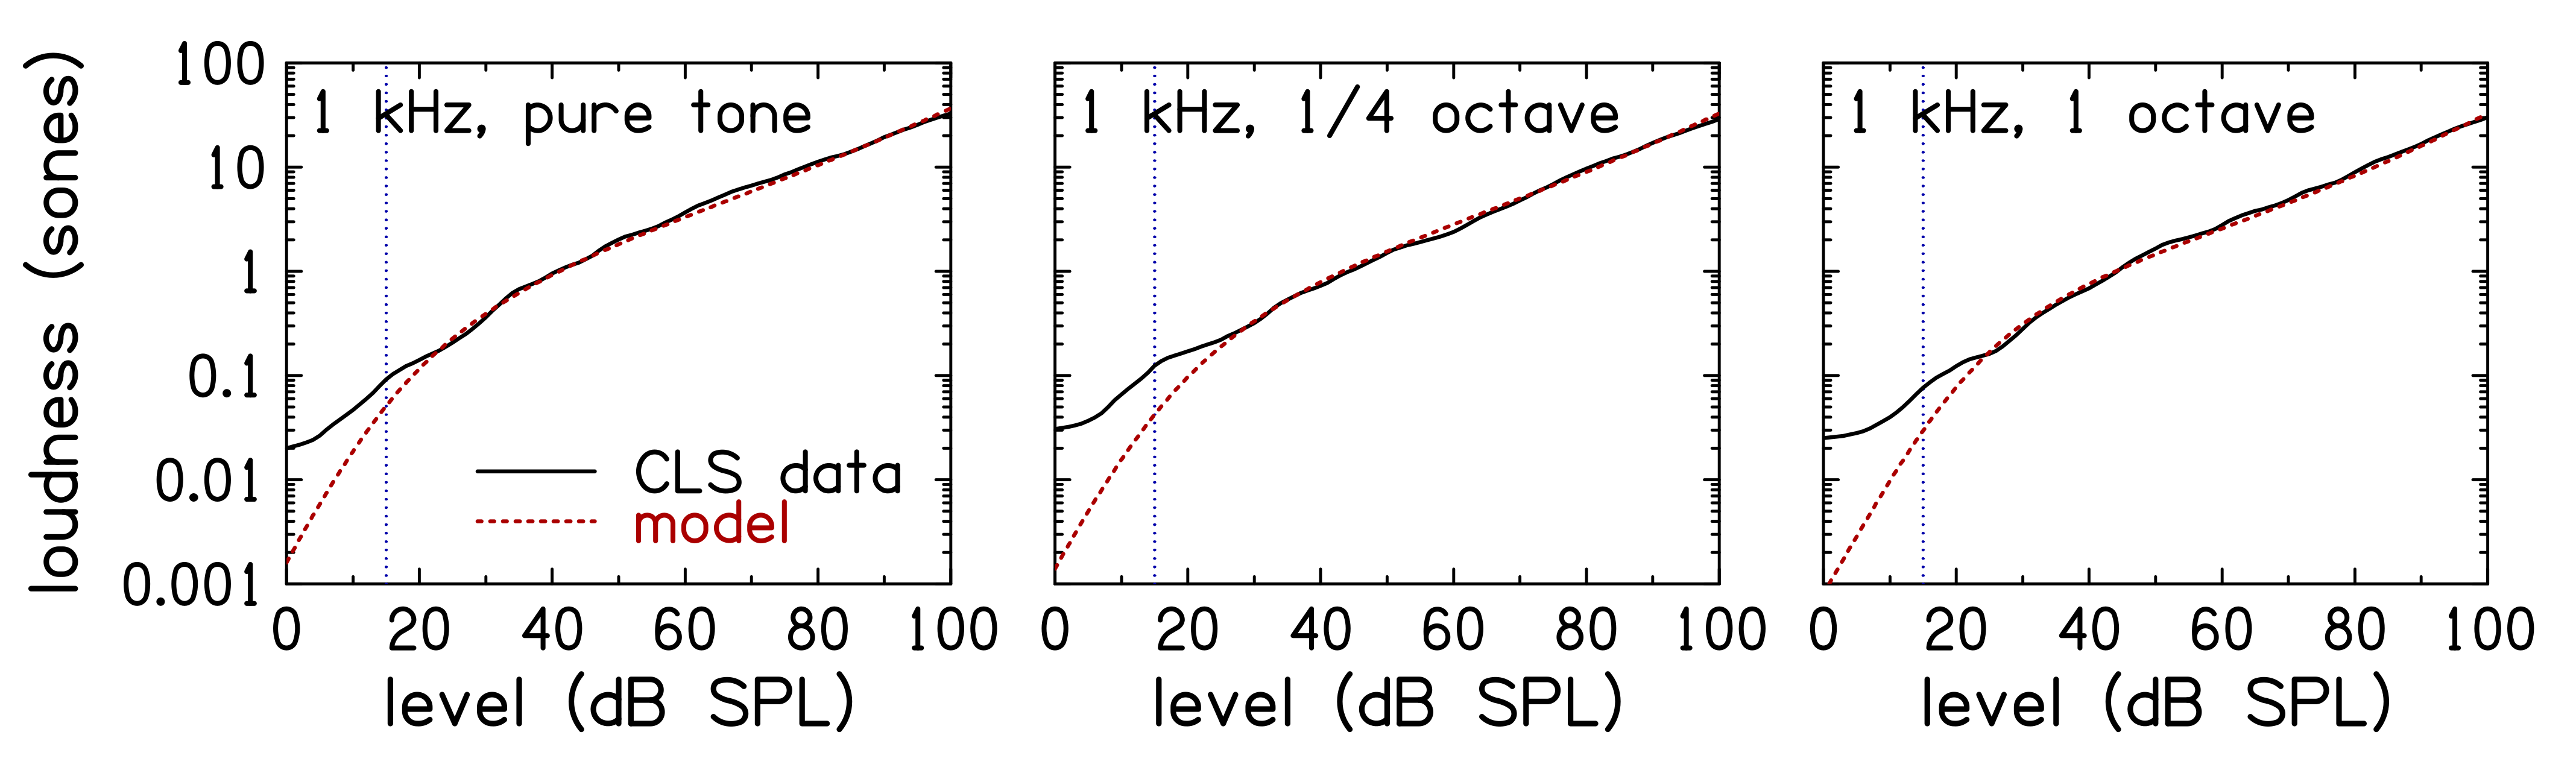 loudness (sones)
100
10
1
0.1
0.01
0.001
1 kHz, pure tone
CLS data
model
0 20 40 60 80 100
level (dB SPL)
1 kHz, 1/4 octave
0 20 40 60 80 100
level (dB SPL)
1 kHz, 1 octave
0 20 40 60 80 100
level (dB SPL)